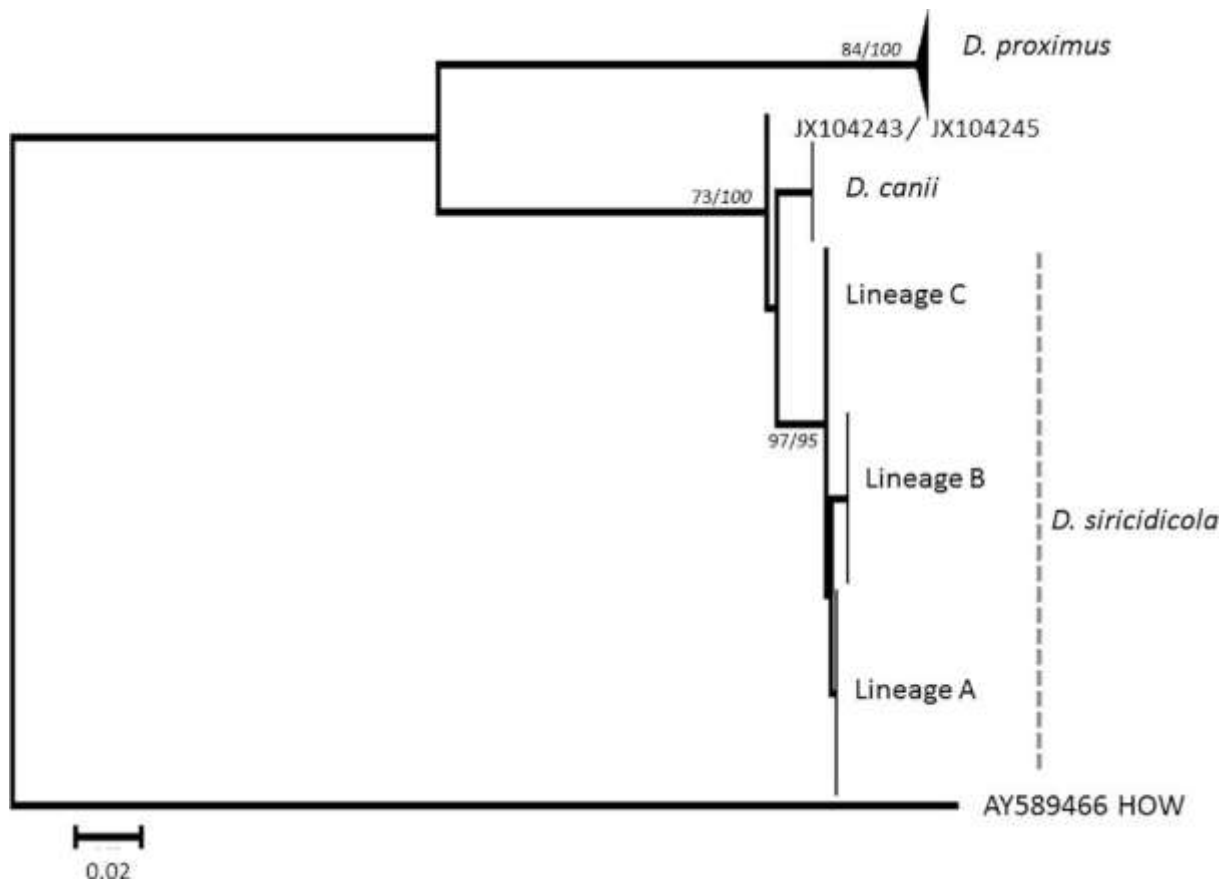 84/100
D. proximus
JX104243/ JX104245
73/100
D. canii
Lineage C
97/95
Lineage B
D. siricidicola
Lineage A
AY589466 HOW
0.02